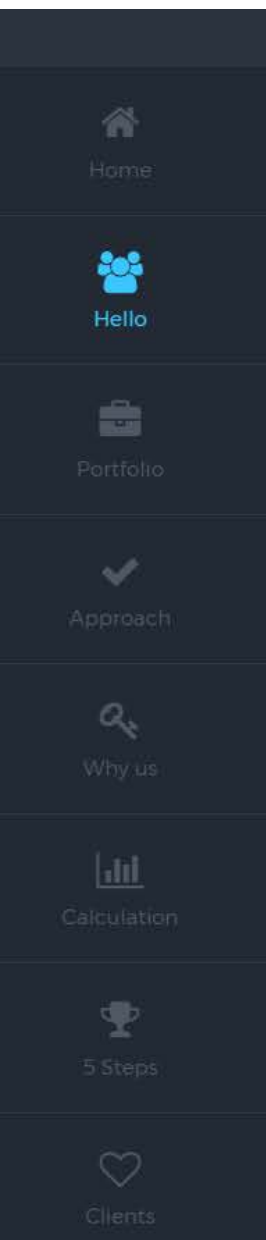 Home
Hello
Portfolio
Approach
Why us
Calculation
5 Steps
Clients